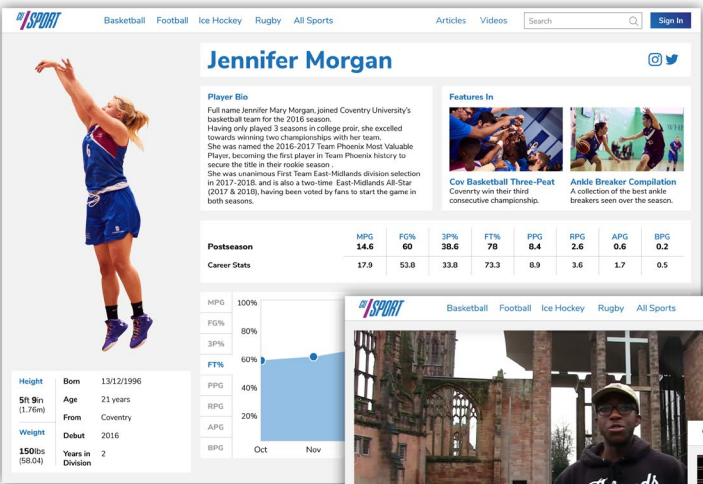 CU/SPORT
Basketball Football Ice Hockey Rugby All Sports
Articles Videos Search Sign In
Jennifer Morgan
Player Bio
Full name Jennifer Mary Morgan, joined Coventry University's
basketball team for the 2016 season.
Having only played 3 seasons in college proir, she excelled
towards winning two championships with her team.
She was named the 2016-2017 Team Phoenix Most Valuable
Player, becoming the first player in Team Phoenix history to
secure the title in their rookie season .
She was unanimous First Team East-Midlands division selection
in 2017-2018. and is also a two-time East-Midlands All-Star
(2017 & 2018), having been voted by fans to start the game in
both seasons.
Features In
Cov Basketball Three-Peat
Covenrty win their third
consecutive championship.
Ankle Breaker Compilation
A collection of the best ankle
breakers seen over the season.
MPG FG% 3P% FT% PPG RPG APG BPG
Postseason 14.6 60 38.6 78 8.4 2.6 0.6 0.2
Career Stats 17.9 53.8 33.8 73.3 8.9 3.6 1.7 0.5
MPG
FG%
3P%
FT%
PPG
RPG
APG
BPG
100%
80%
60%
40%
20%
Oct Nov
Height
5ft 9in
(1.76m)
Weight
150lbs
(58.04)
Born 13/12/1996
Age 21 years
From Coventry
Debut 2016
Years in 2
Division
CU/SPORT
Basketball Football Ice Hockey Rugby All Sports